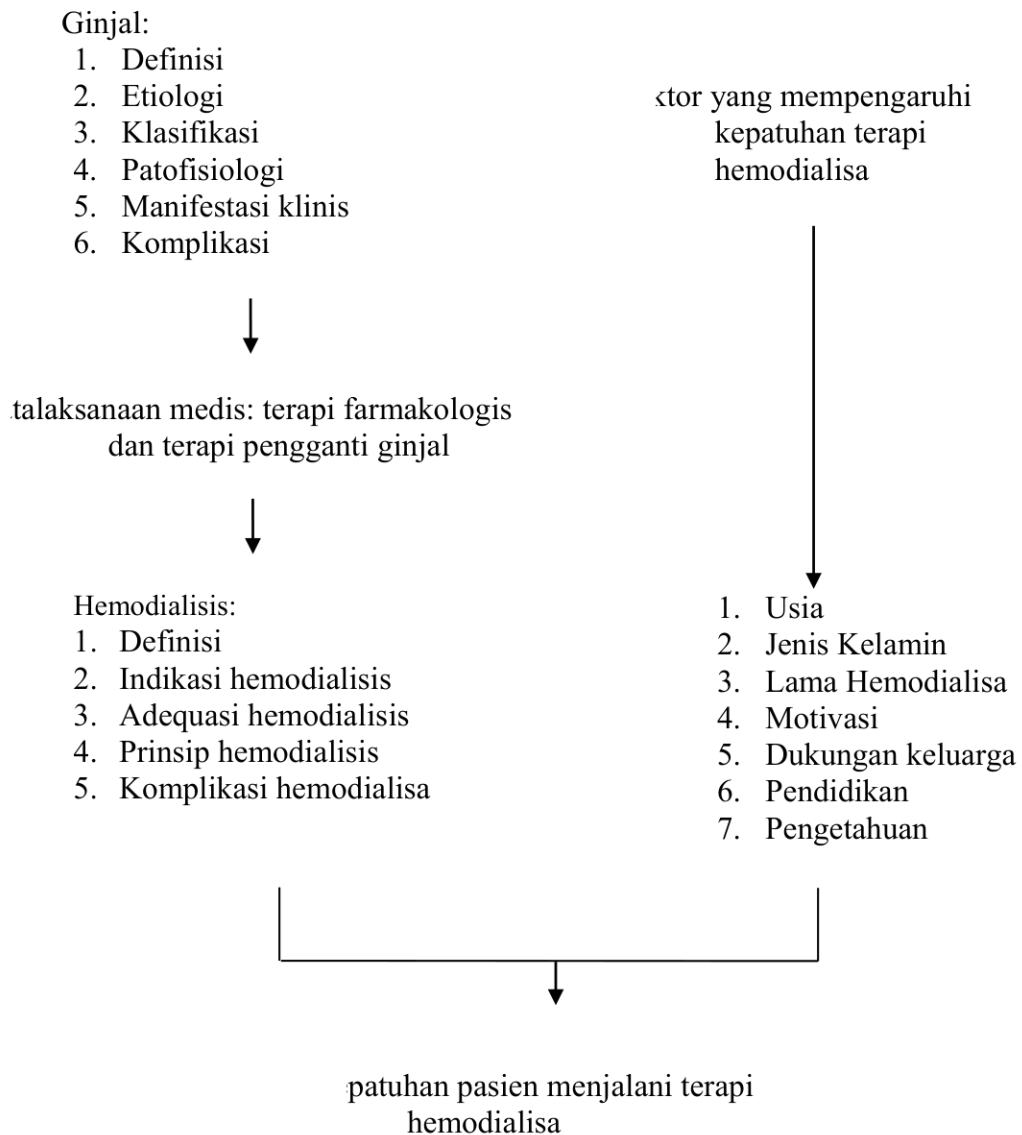 Ginjal:
1. Definisi
2. Etiologi
3. Klasifikasi
4. Patofisiologi
5. Manifestasi klinis
6. Komplikasi
talaksanaan medis: terapi farmakologis
dan terapi pengganti ginjal
Hemodialisis:
1. Definisi
2. Indikasi hemodialisis
3. Adequasi hemodialisis
4. Prinsip hemodialisis
5. Komplikasi hemodialisa
ktor yang mempengaruhi
kepatuhan terapi
hemodialisa
1. Usia
2. Jenis Kelamin
3. Lama Hemodialisa
4. Motivasi
5. Dukungan keluarga
6. Pendidikan
7. Pengetahuan
patuhan pasien menjalani terapi
hemodialisa